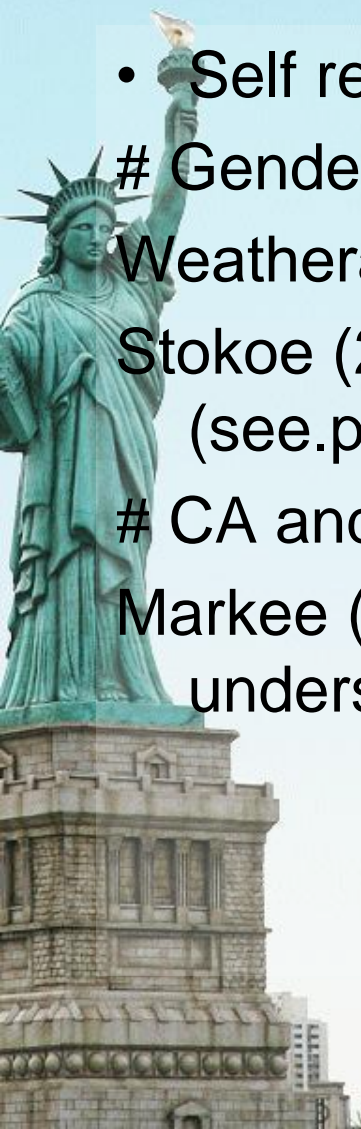 • Self re
# Gende
Weathera
Stokoe (2
(see.p
# CA and
Markee (
unders